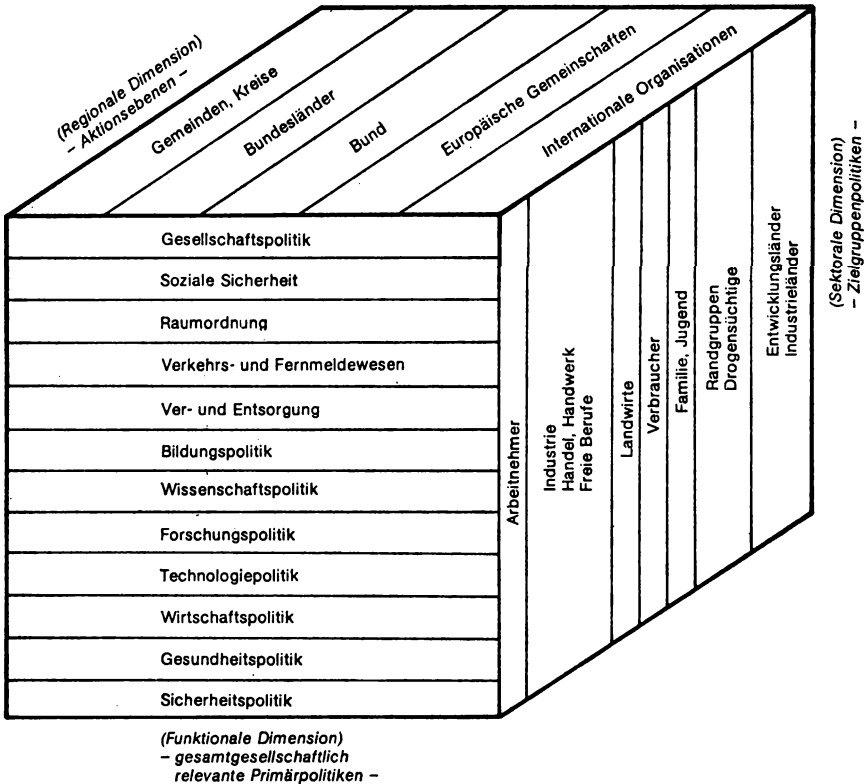 (Regionale Dimension)
– Aktionsebenen –
Gemeinden, Kreise
Bundesländer
Bund
Europäische Gemeinschaften
Internationale Organisationen
Gesellschaftspolitik
Soziale Sicherheit
Raumordnung
Verkehrs- und Fernmeldewesen
Ver- und Entsorgung
Bildungspolitik
Wissenschaftspolitik
Forschungspolitik
Technologiepolitik
Wirtschaftspolitik
Gesundheitspolitik
Sicherheitspolitik
Arbeitnehmer
Industrie
Handel, Handwerk
Freie Berufe
Landwirte
Verbraucher
Familie, Jugend
Randgruppen
Drogensüchtige
Entwicklungsländer
Industrieländer
(Sektorale Dimension)
– Zielgruppenpolitiken –
(Funktionale Dimension)
– gesamtgesellschaftlich
relevante Primärpolitiken –